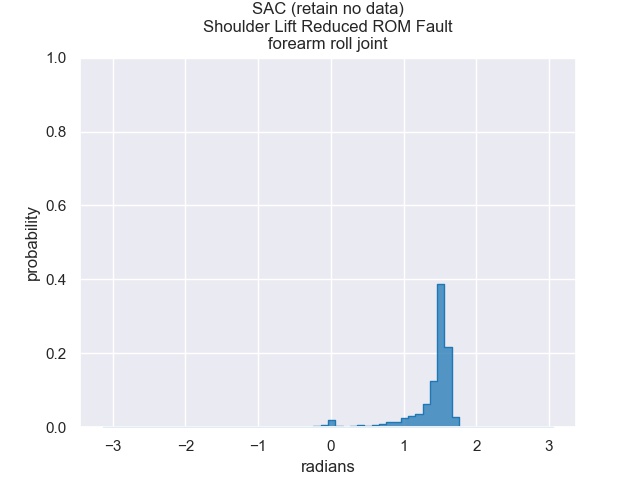 SAC (retain no data)
Shoulder Lift Reduced ROM Fault
forearm roll joint
1.0
0.8
0.6
0.4
0.2
0.0
probability
−3 −2 −1 0 1 2 3
radians